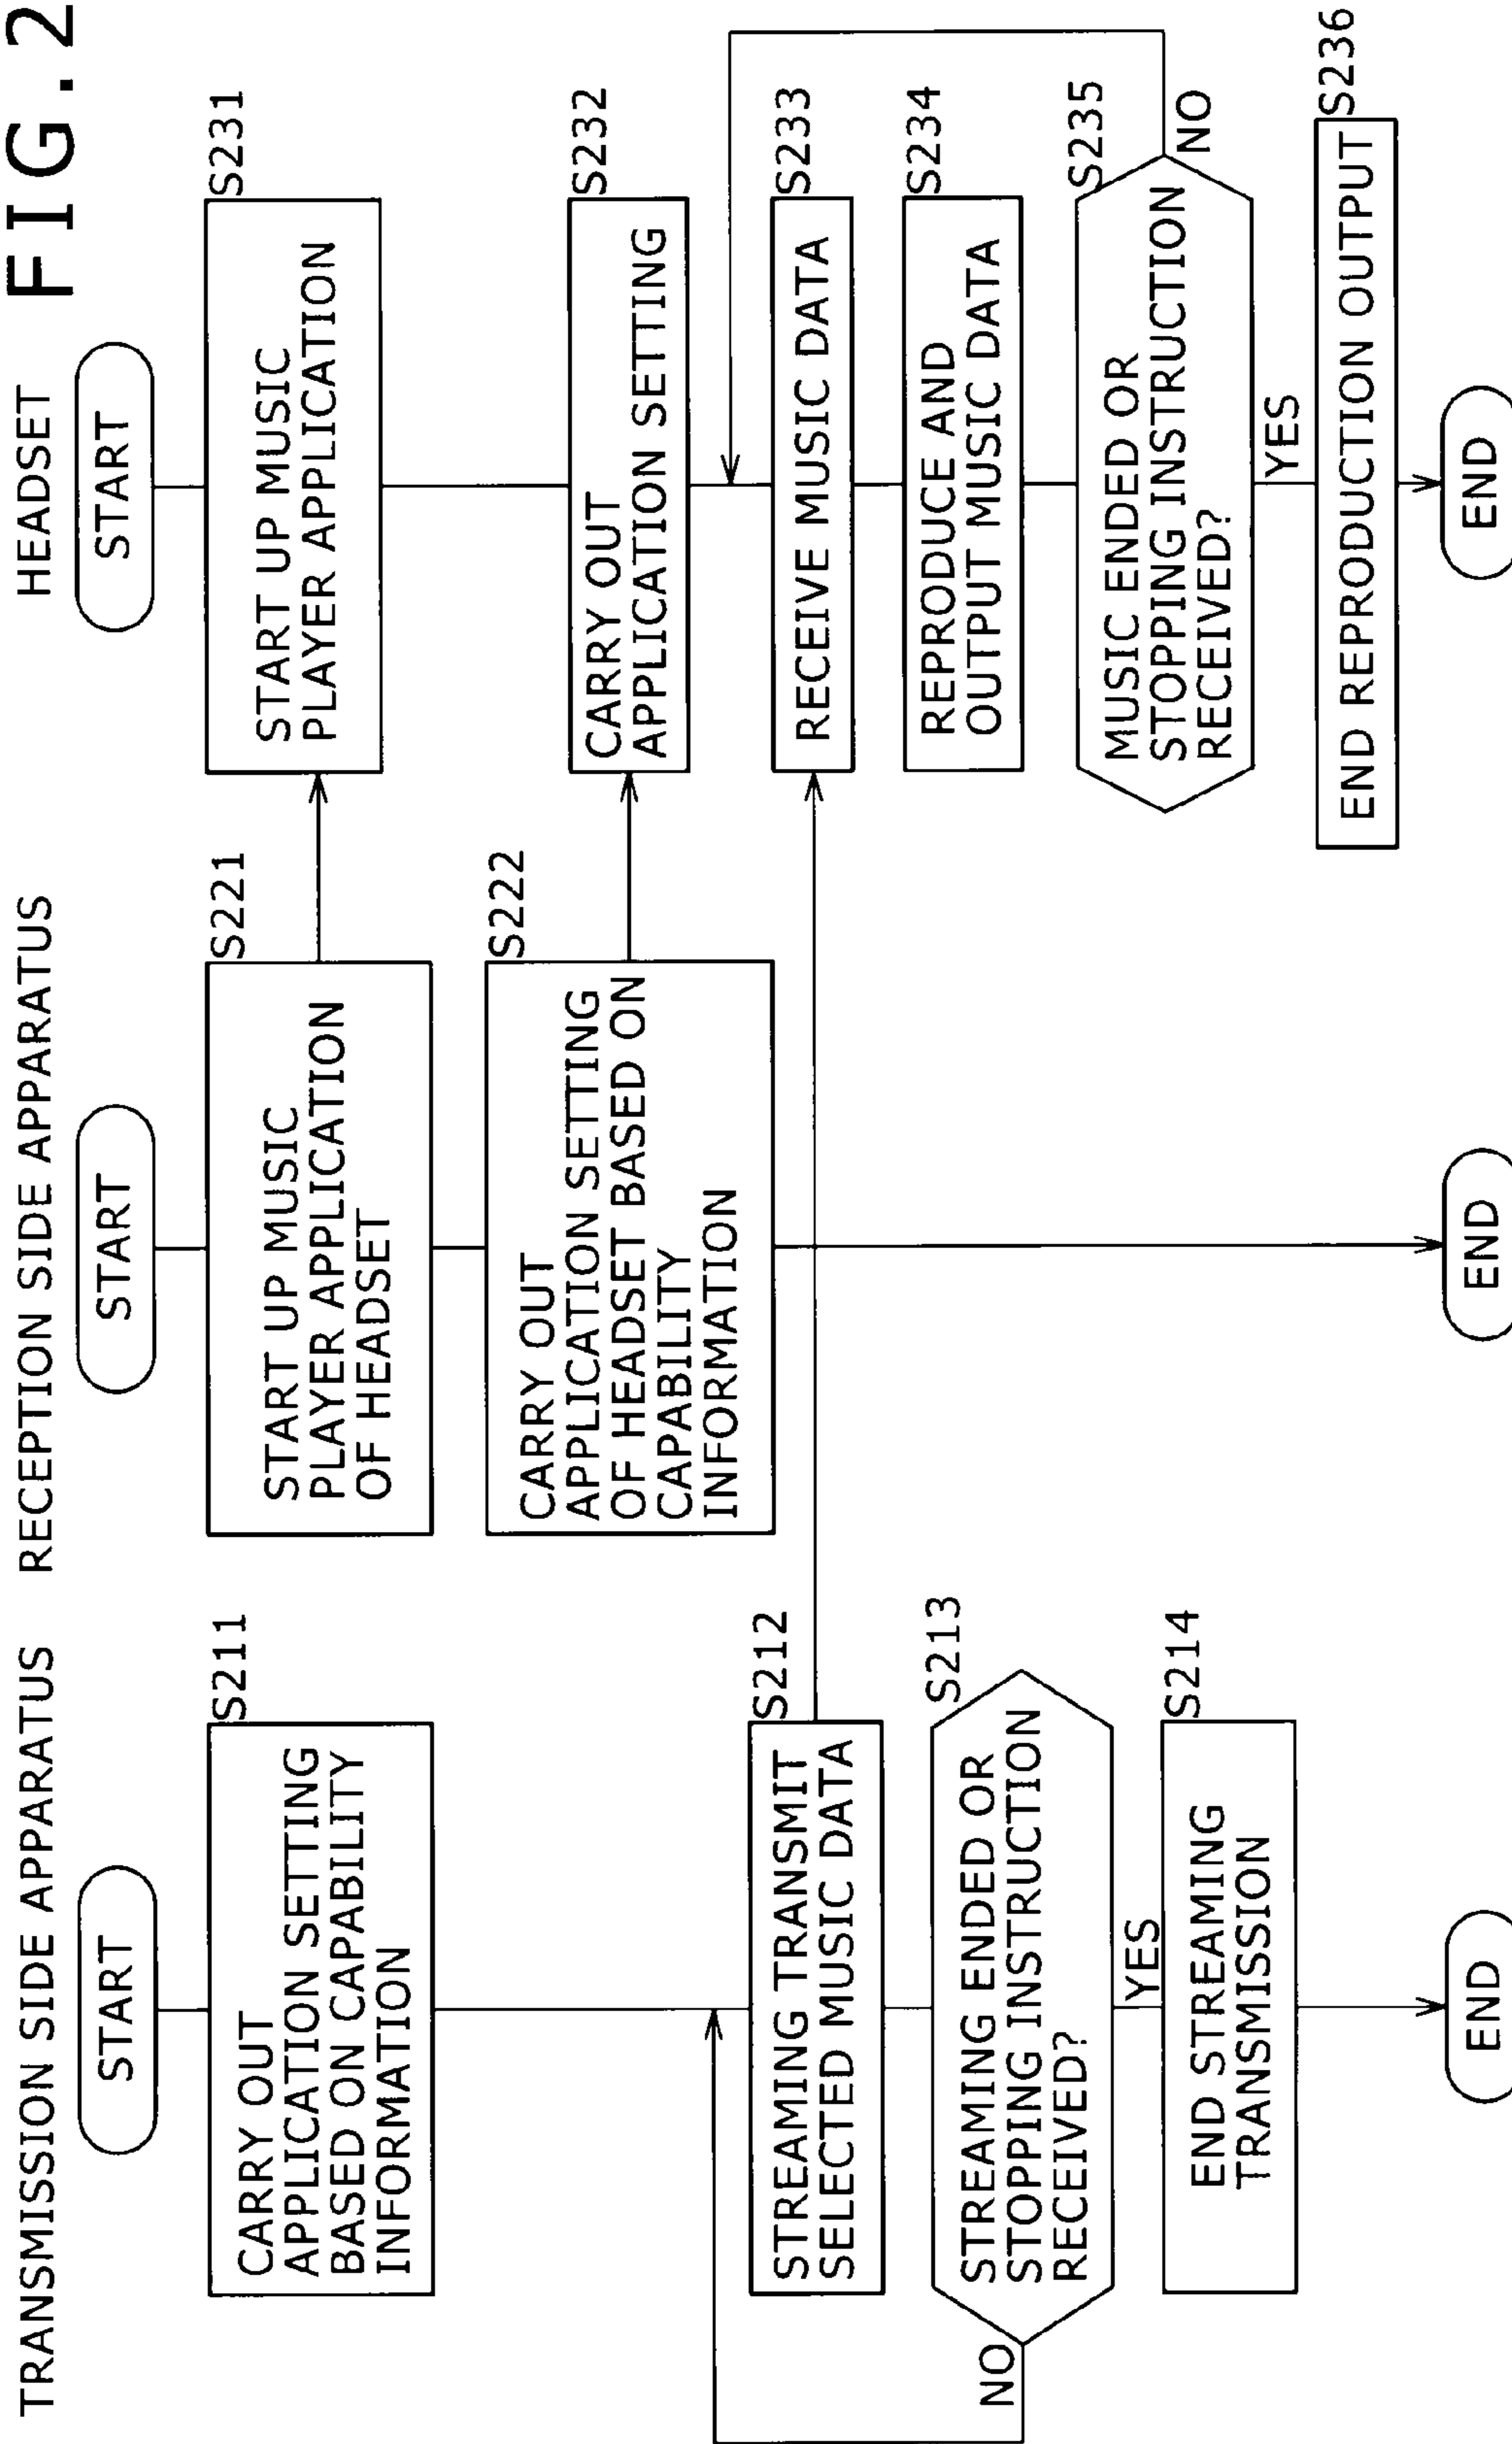 FIG.2
TRANSMISSION SIDE APPARATUS
START
S211
CARRY OUT
APPLICATION SETTING
BASED ON CAPABILITY
INFORMATION
S212
STREAMING TRANSMIT
SELECTED MUSIC DATA
S213
STREAMING ENDED OR
STOPPING INSTRUCTION
RECEIVED?
NO
YES
S214
END STREAMING
TRANSMISSION
END
RECEPTION SIDE APPARATUS
START
S221
START UP MUSIC
PLAYER APPLICATION
OF HEADSET
S222
CARRY OUT
APPLICATION SETTING
OF HEADSET BASED ON
CAPABILITY
INFORMATION
END
HEADSET
START
S231
START UP MUSIC
PLAYER APPLICATION
S232
CARRY OUT
APPLICATION SETTING
S233
RECEIVE MUSIC DATA
S234
REPRODUCE AND
OUTPUT MUSIC DATA
S235
MUSIC ENDED OR
STOPPING INSTRUCTION
RECEIVED?
NO
YES
S236
END REPRODUCTION OUTPUT
END